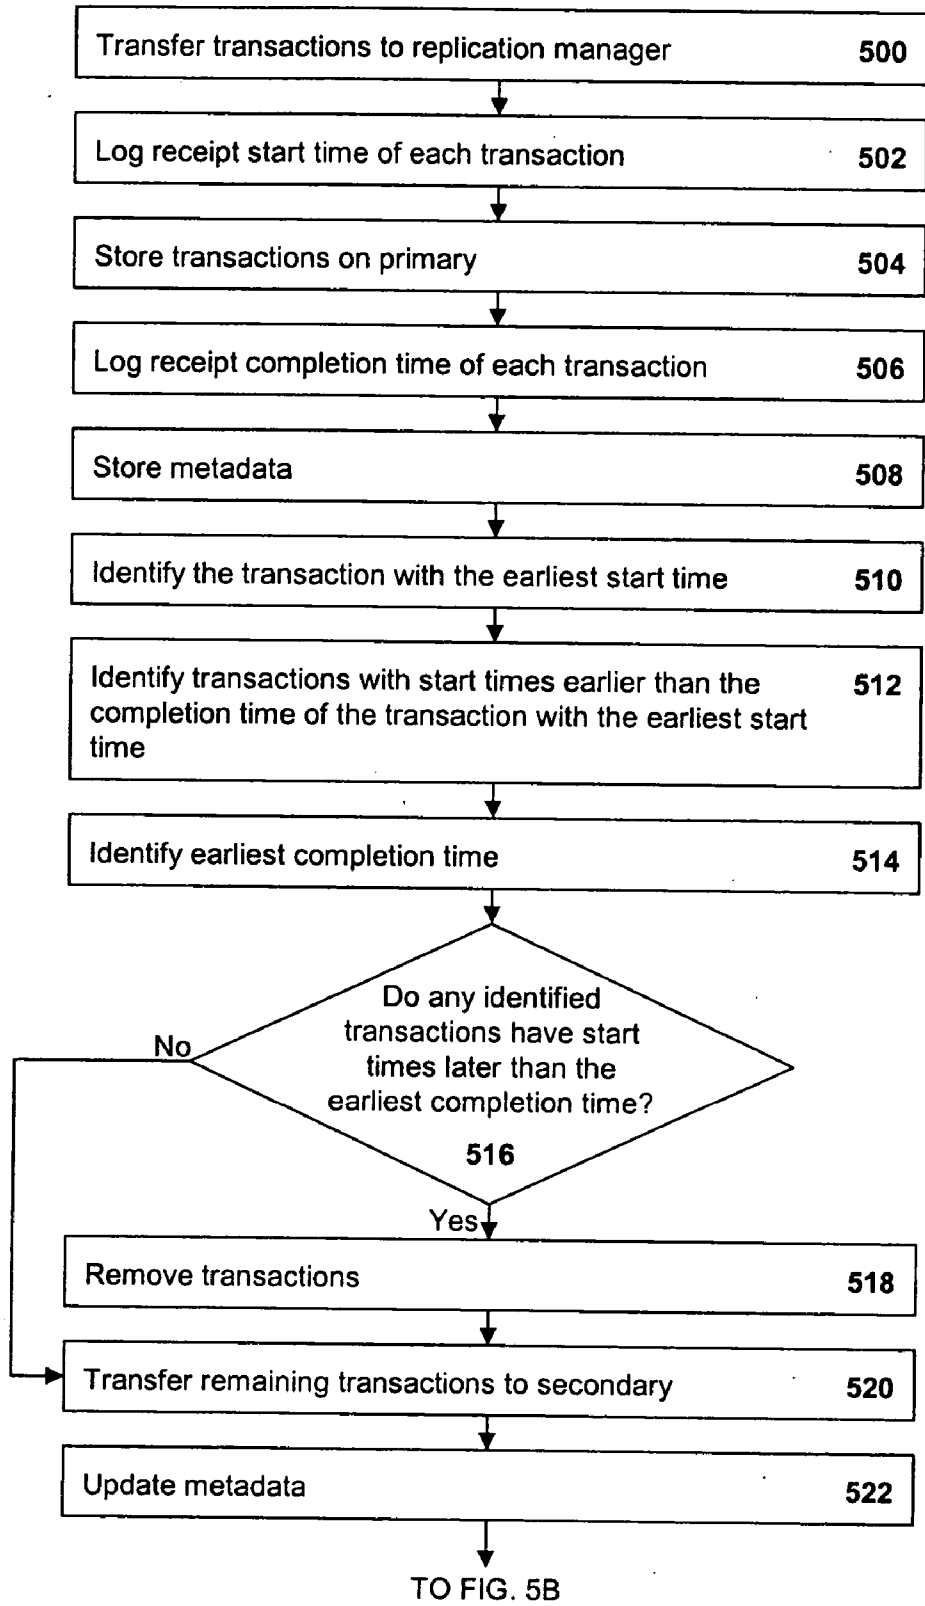 Transfer transactions to replication manager 500
Log receipt start time of each transaction 502
Store transactions on primary 504
Log receipt completion time of each transaction 506
Store metadata 508
Identify the transaction with the earliest start time 510
Identify transactions with start times earlier than the 512
completion time of the transaction with the earliest start
time
Identify earliest completion time 514
Do any identified
transactions have start
times later than the
earliest completion time?
516
No
Yes
Remove transactions 518
Transfer remaining transactions to secondary 520
Update metadata 522
TO FIG. 5B